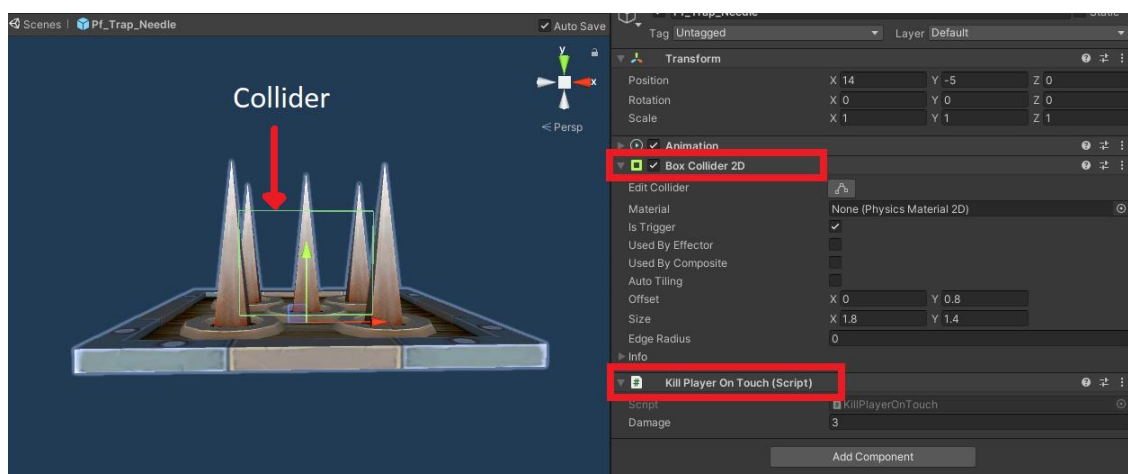 Scenes | Pf_Trap_Needle
Auto Save
Collider
y
x
Persp
Pf_Trap_Needle Static
Tag Untagged Layer Default
Transform
Position X 14 Y -5 Z 0
Rotation X 0 Y 0 Z 0
Scale X 1 Y 1 Z 1
Animation
Box Collider 2D
Edit Collider
Material None (Physics Material 2D)
Is Trigger
Used By Effector
Used By Composite
Auto Tiling
Offset X 0 Y 0.8
Size X 1.8 Y 1.4
Edge Radius 0
Info
# Kill Player On Touch (Script)
Script # KillPlayerOnTouch
Damage 3
Add Component